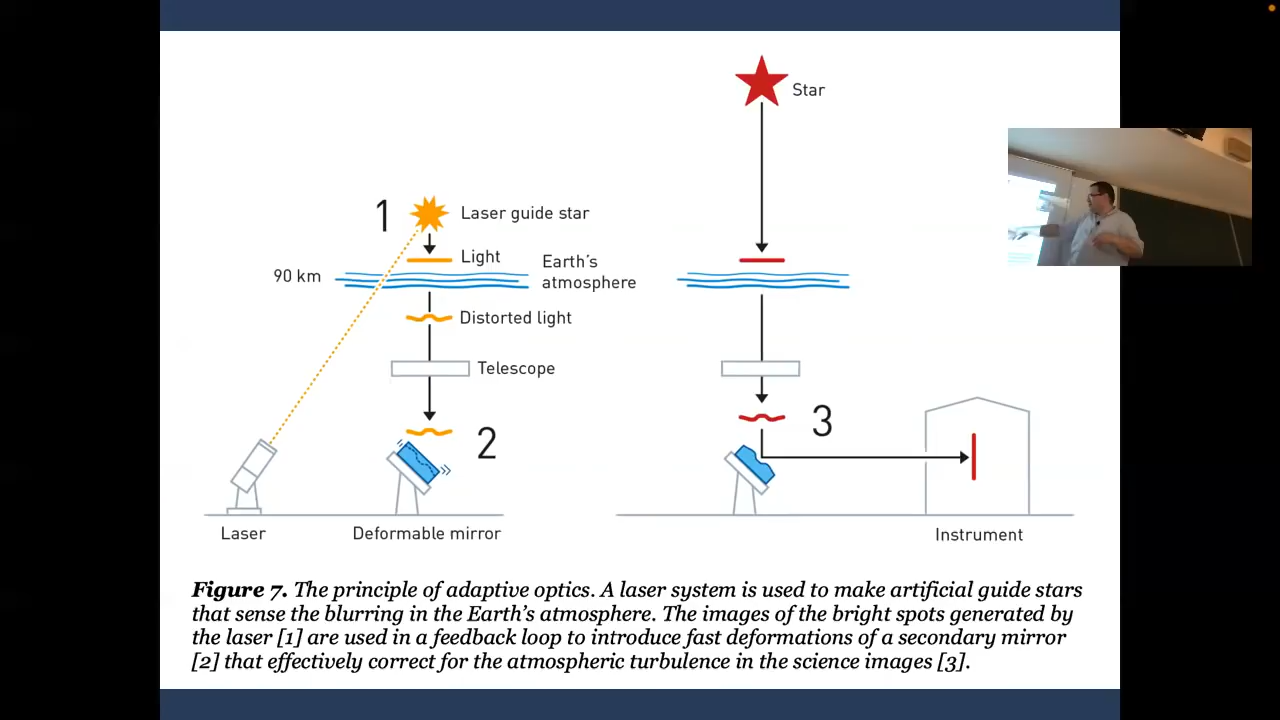 Star
1
Laser guide star
Light
Earth's
atmosphere
90 km
Distorted light
Telescope
2
3
Laser
Deformable mirror
Instrument
Figure 7. The principle of adaptive optics. A laser system is used to make artificial guide stars
that sense the blurring in the Earth's atmosphere. The images of the bright spots generated by
the laser [1] are used in a feedback loop to introduce fast deformations of a secondary mirror
[2] that effectively correct for the atmospheric turbulence in the science images [3].